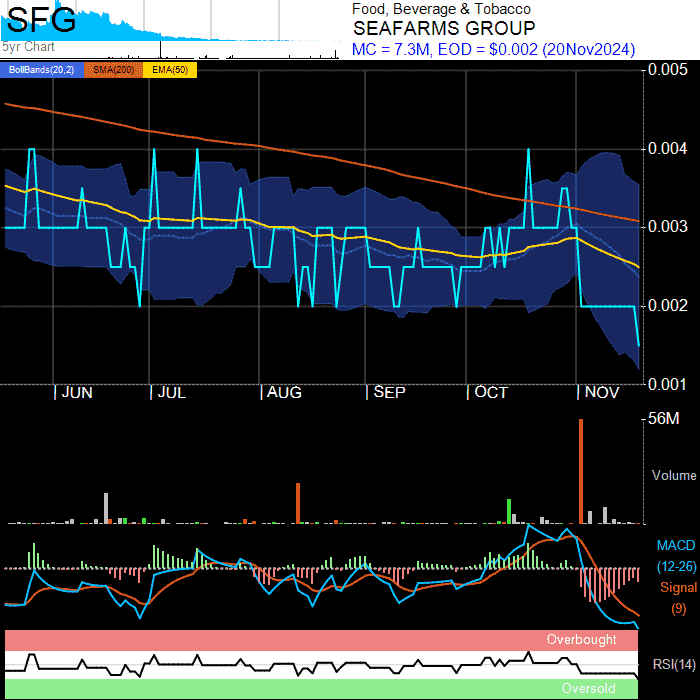 SFG
5yr Chart
Food, Beverage & Tobacco
SEAFARMS GROUP
MC = 7.3M, EOD = $0.002 (20Nov2024)
BollBands(20,2) SMA(200) EMA(50)
0.005
0.004
0.003
0.002
0.001
JUN JUL AUG SEP OCT NOV
56M
Volume
MACD
(12-26)
Signal
(9)
Overbought
RSI(14)
Oversold